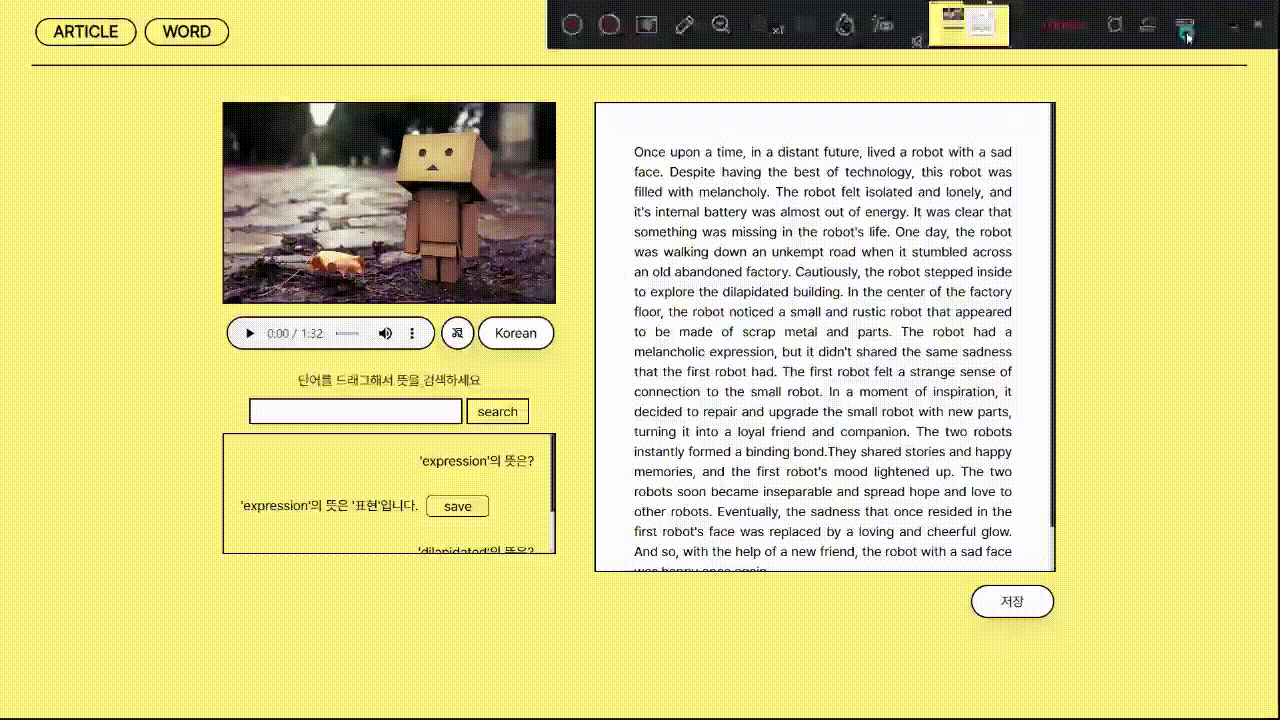 ARTICLE
WORD
x1
0:00 / 1:32
Korean
단어를 드래그해서 뜻을 검색하세요
search
'expression'의 뜻은?
'expression'의 뜻은 '표현'입니다.
save
'dilapidated'의 뜻은?
Once upon a time, in a distant future, lived a robot with a sad
face. Despite having the best of technology, this robot was
filled with melancholy. The robot felt isolated and lonely, and
it's internal battery was almost out of energy. It was clear that
something was missing in the robot's life. One day, the robot
was walking down an unkempt road when it stumbled across
an old abandoned factory. Cautiously, the robot stepped inside
to explore the dilapidated building. In the center of the factory
floor, the robot noticed a small and rustic robot that appeared
to be made of scrap metal and parts. The robot had a
melancholic expression, but it didn't shared the same sadness
that the first robot had. The first robot felt a strange sense of
connection to the small robot. In a moment of inspiration, it
decided to repair and upgrade the small robot with new parts,
turning it into a loyal friend and companion. The two robots
instantly formed a binding bond.They shared stories and happy
memories, and the first robot's mood lightened up. The two
robots soon became inseparable and spread hope and love to
other robots. Eventually, the sadness that once resided in the
first robot's face was replaced by a loving and cheerful glow.
And so, with the help of a new friend, the robot with a sad face
was happy once again.
저장